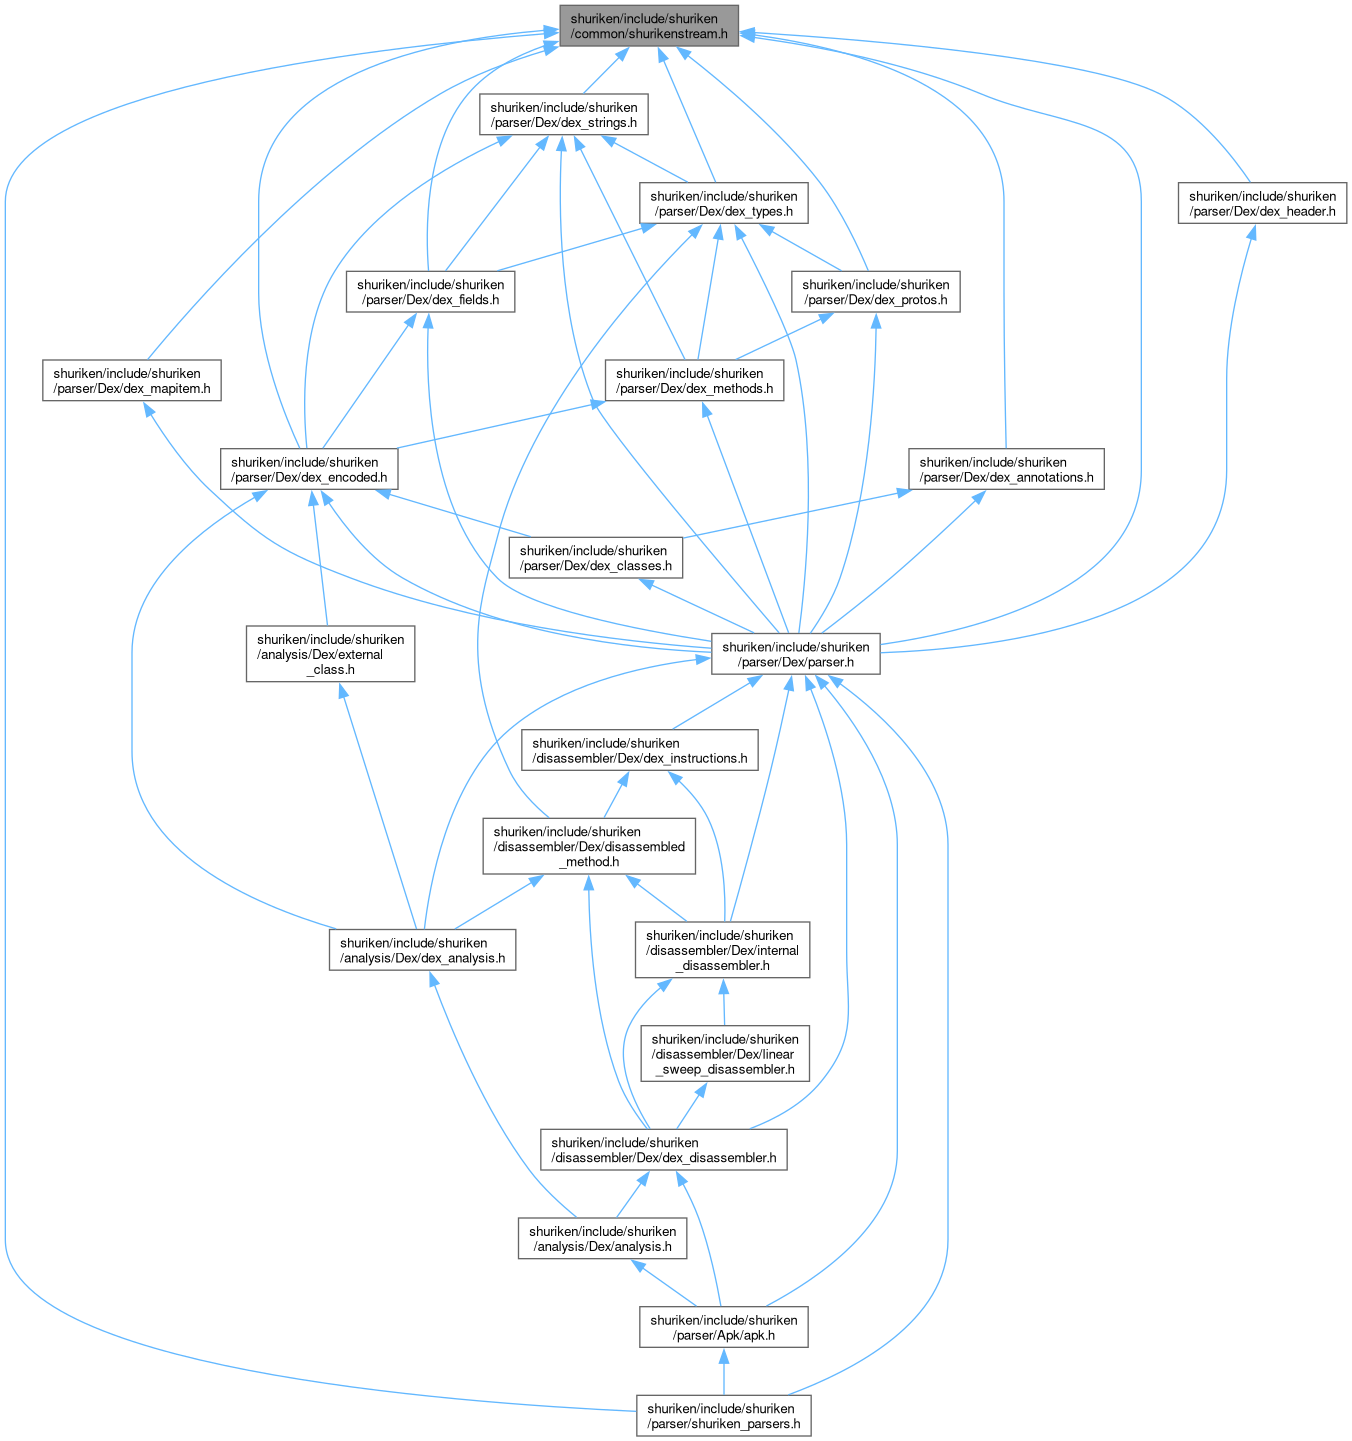 shuriken/include/shuriken
/common/shurikenstream.h
shuriken/include/shuriken
/parser/Dex/dex_strings.h
shuriken/include/shuriken
/parser/Dex/dex_types.h
shuriken/include/shuriken
/parser/Dex/dex_header.h
shuriken/include/shuriken
/parser/Dex/dex_fields.h
shuriken/include/shuriken
/parser/Dex/dex_protos.h
shuriken/include/shuriken
/parser/Dex/dex_mapitem.h
shuriken/include/shuriken
/parser/Dex/dex_methods.h
shuriken/include/shuriken
/parser/Dex/dex_encoded.h
shuriken/include/shuriken
/parser/Dex/dex_annotations.h
shuriken/include/shuriken
/parser/Dex/dex_classes.h
shuriken/include/shuriken
/analysis/Dex/external
_class.h
shuriken/include/shuriken
/parser/Dex/parser.h
shuriken/include/shuriken
/disassembler/Dex/dex_instructions.h
shuriken/include/shuriken
/disassembler/Dex/disassembled
_method.h
shuriken/include/shuriken
/analysis/Dex/dex_analysis.h
shuriken/include/shuriken
/disassembler/Dex/internal
_disassembler.h
shuriken/include/shuriken
/disassembler/Dex/linear
_sweep_disassembler.h
shuriken/include/shuriken
/disassembler/Dex/dex_disassembler.h
shuriken/include/shuriken
/analysis/Dex/analysis.h
shuriken/include/shuriken
/parser/Apk/apk.h
shuriken/include/shuriken
/parser/shuriken_parsers.h